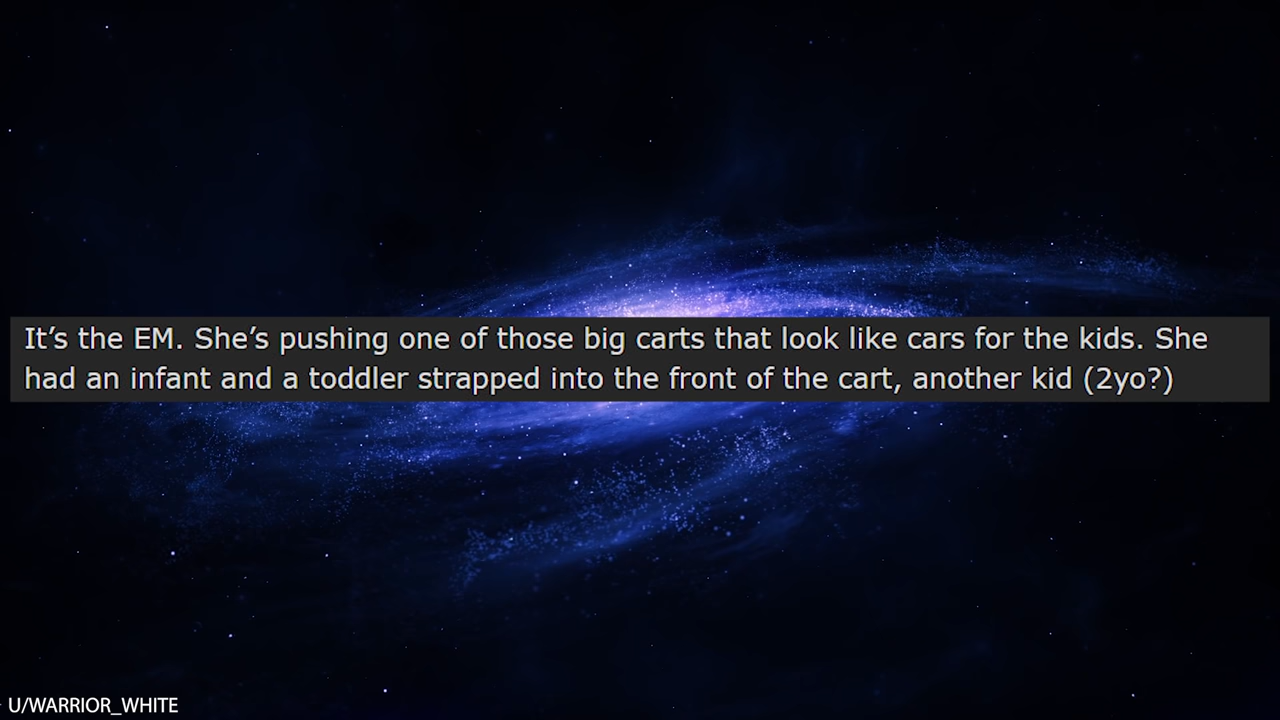 It’s the EM. She’s pushing one of those big carts that look like cars for the kids. She
had an infant and a toddler strapped into the front of the cart, another kid (2yo?)
U/WARRIOR_WHITE